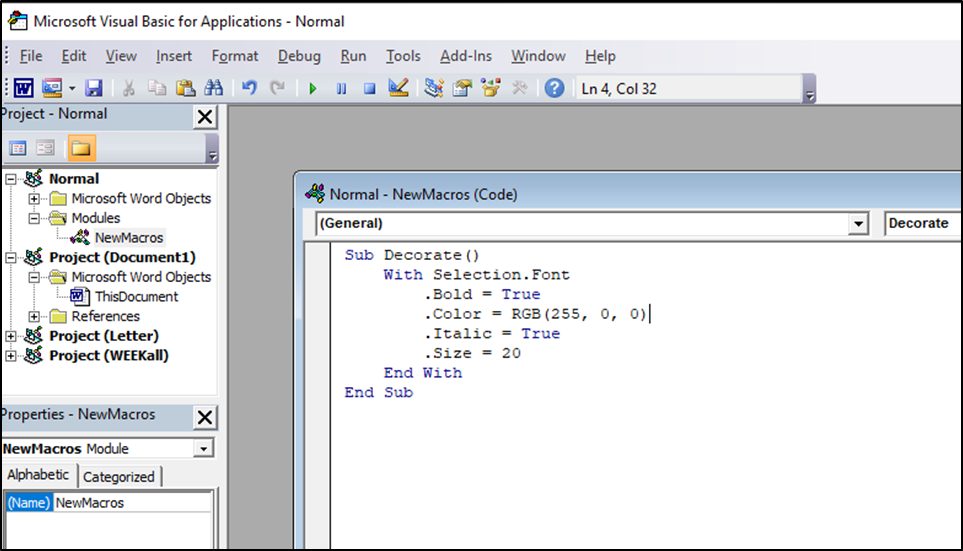 Microsoft Visual Basic for Applications - Normal
File Edit View Insert Format Debug Run Tools Add-Ins Window Help
Ln 4, Col 32
Project - Normal
Normal
Microsoft Word Objects
Modules
NewMacros
Project (Document1)
Microsoft Word Objects
ThisDocument
References
Project (Letter)
Project (WEEKall)
Properties - NewMacros
NewMacros Module
Alphabetic Categorized
(Name) NewMacros
Normal - NewMacros (Code)
(General) Decorate
Sub Decorate()
With Selection.Font
.Bold = True
.Color = RGB(255, 0, 0)
.Italic = True
.Size = 20
End With
End Sub